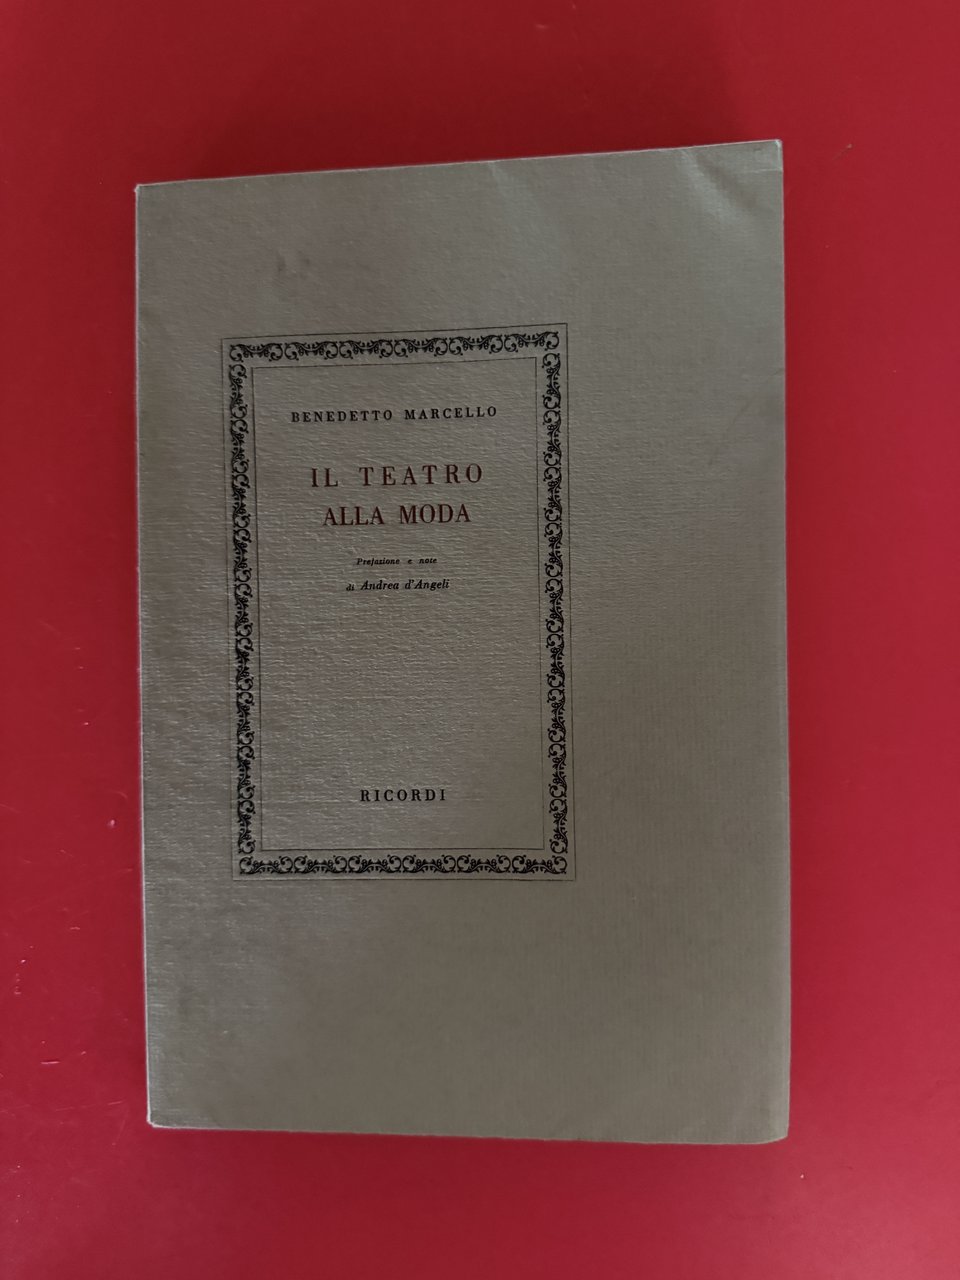 BENEDETTO MARCELLO
IL TEATRO
ALLA MODA
Prefazione e note
di Andrea d'Angeli
RICORDI